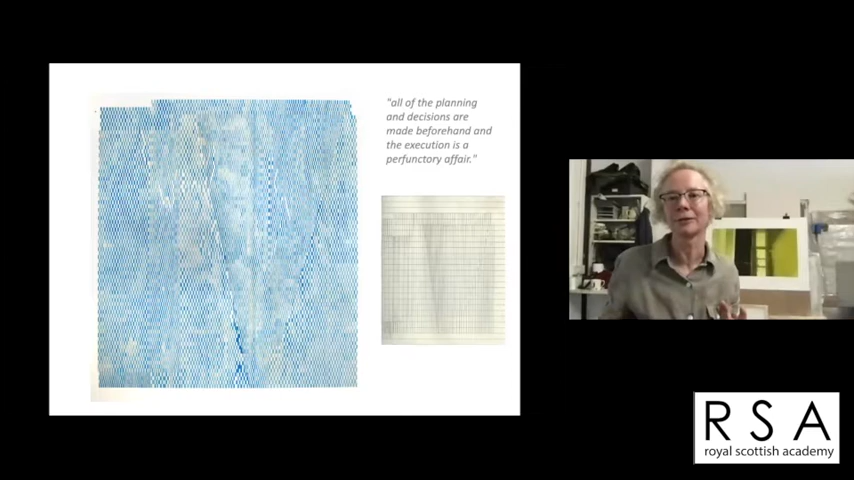 "all of the planning
and decisions are
made beforehand and
the execution is a
perfunctory affair."
RSA
royal scottish academy